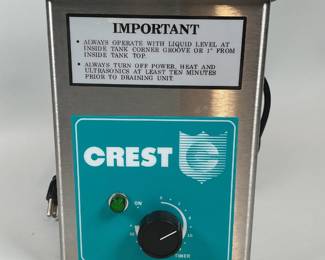 IMPORTANT
• ALWAYS OPERATE WITH LIQUID LEVEL AT
INSIDE TANK CORNER GROOVE OR 1" FROM
INSIDE TANK TOP.
• ALWAYS TURN OFF POWER, HEAT AND
ULTRASONICS AT LEAST TEN MINUTES
PRIOR TO DRAINING UNIT.
CREST
ON
TIMER